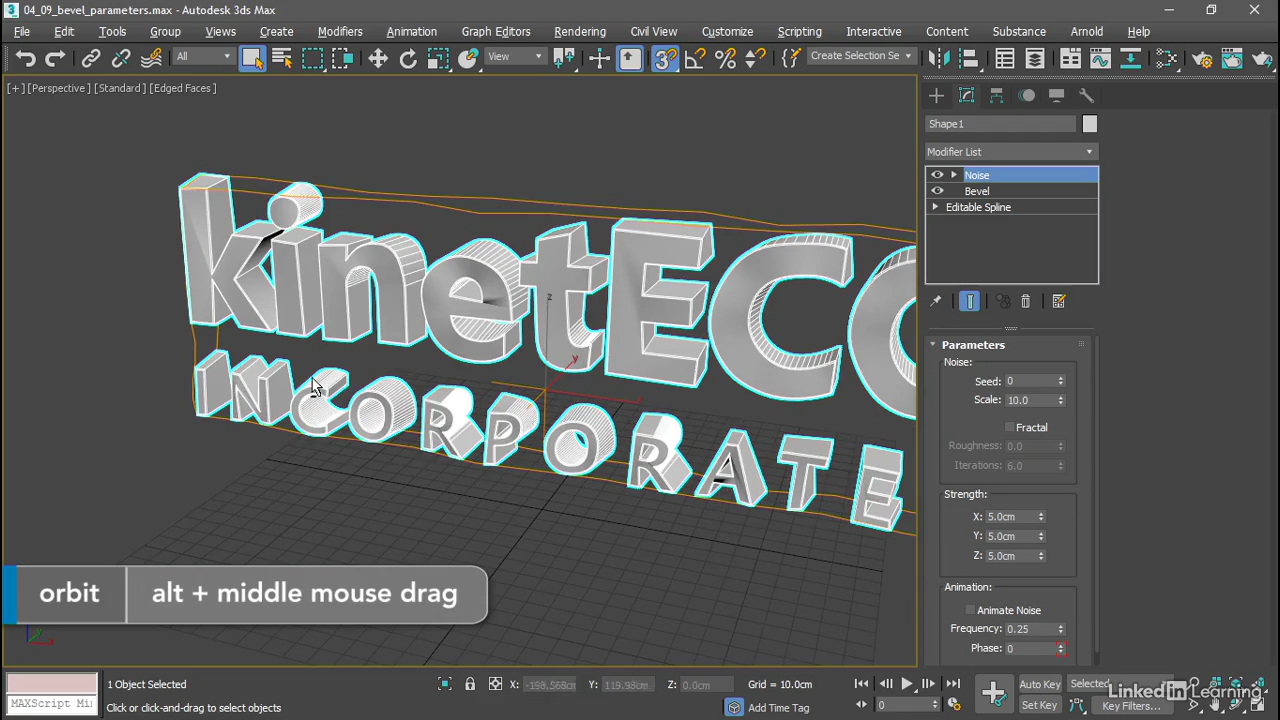 04_09_bevel_parameters.max - Autodesk 3ds Max
File Edit Tools Group Views Create Modifiers Animation Graph Editors Rendering Civil View Customize Scripting Interactive Content Substance Arnold Help
All View Create Selection Se
[+] [Perspective] [Standard] [Edged Faces]
Shape1
Modifier List
Noise
Bevel
Editable Spline
kinetECO
INCORPORATE
z
y
x
Parameters
Noise:
Seed: 0
Scale: 10.0
Fractal
Roughness: 0.0
Iterations: 6.0
Strength:
X: 5.0cm
Y: 5.0cm
Z: 5.0cm
Animation:
Animate Noise
Frequency: 0.25
Phase: 0
orbit alt + middle mouse drag
1 Object Selected
X: -198.568cm Y: 119.98cm Z: 0.0cm Grid = 10.0cm
Auto Key Selected
LinkedIn Learning
MAXScript Mi
Click or click-and-drag to select objects
Add Time Tag
0
Set Key Key Filters...